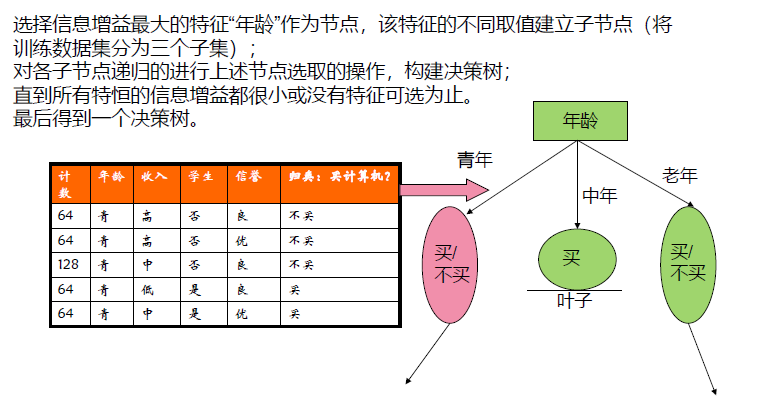 选择信息增益最大的特征“年龄”作为节点，该特征的不同取值建立子节点（将
训练数据集分为三个子集）；
对各子节点递归的进行上述节点选取的操作，构建决策树；
直到所有特恒的信息增益都很小或没有特征可选为止。
最后得到一个决策树。
年龄
青年
中年
老年
计数 年龄 收入 学生 信誉 归类：买计算机？
64 青 高 否 良 不买
64 青 高 否 优 不买
128 青 中 否 良 不买
64 青 低 是 良 买
64 青 中 是 优 买
买/
不买
买
叶子
买/
不买